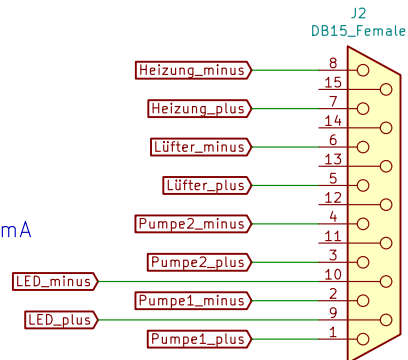 J2
DB15_Female
Heizung_minus 8
15
Heizung_plus 7
14
Lüfter_minus 6
13
Lüfter_plus 5
12
Pumpe2_minus 4
mA
11
Pumpe2_plus 3
LED_minus 10
Pumpe1_minus 2
LED_plus 9
Pumpe1_plus 1